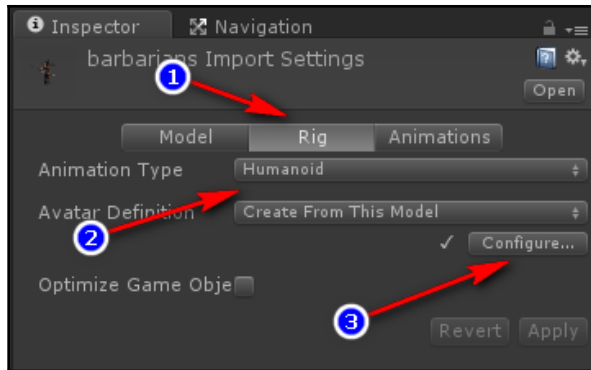 Inspector Navigation
barbarians Import Settings
Open
1
Model Rig Animations
Animation Type Humanoid
Avatar Definition Create From This Model
2
✓ Configure...
Optimize Game Obje
3
Revert Apply